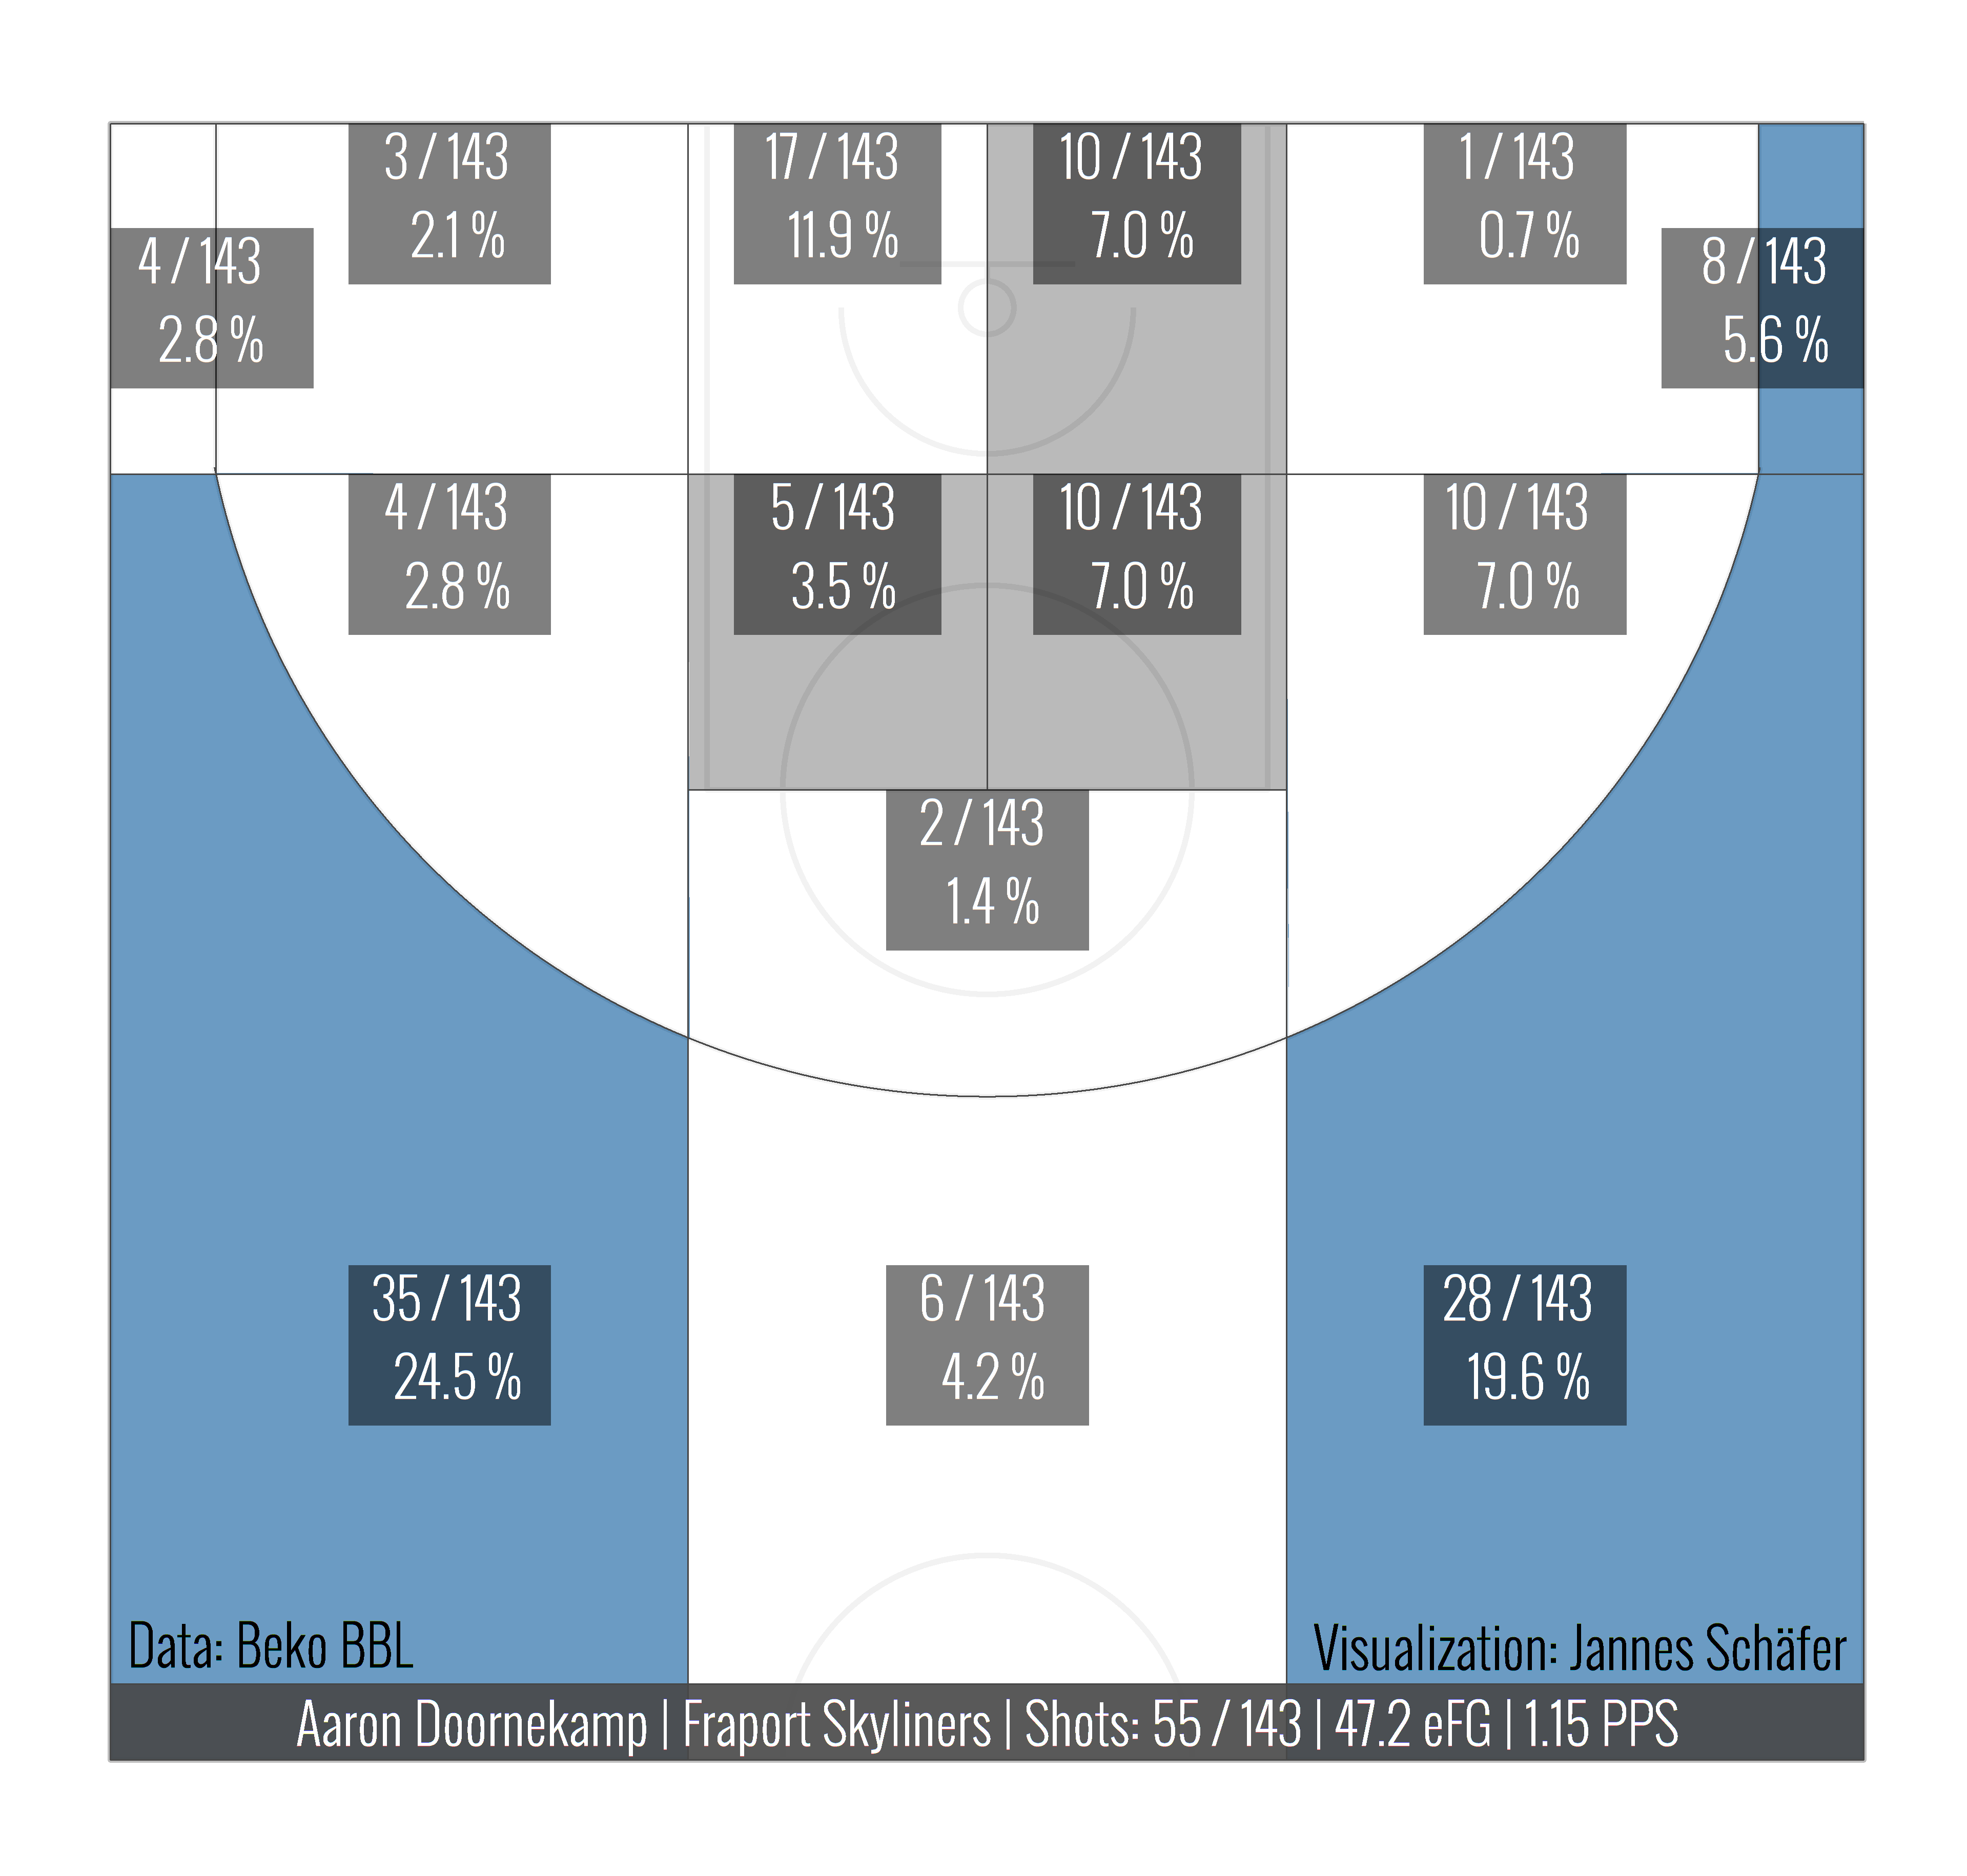 3 / 143
2.1 %
17 / 143
11.9 %
10 / 143
7.0 %
1 / 143
0.7 %
4 / 143
2.8 %
8 / 143
5.6 %
4 / 143
2.8 %
5 / 143
3.5 %
10 / 143
7.0 %
10 / 143
7.0 %
2 / 143
1.4 %
35 / 143
24.5 %
6 / 143
4.2 %
28 / 143
19.6 %
Data: Beko BBL
Visualization: Jannes Schäfer
Aaron Doornekamp | Fraport Skyliners | Shots: 55 / 143 | 47.2 eFG | 1.15 PPS